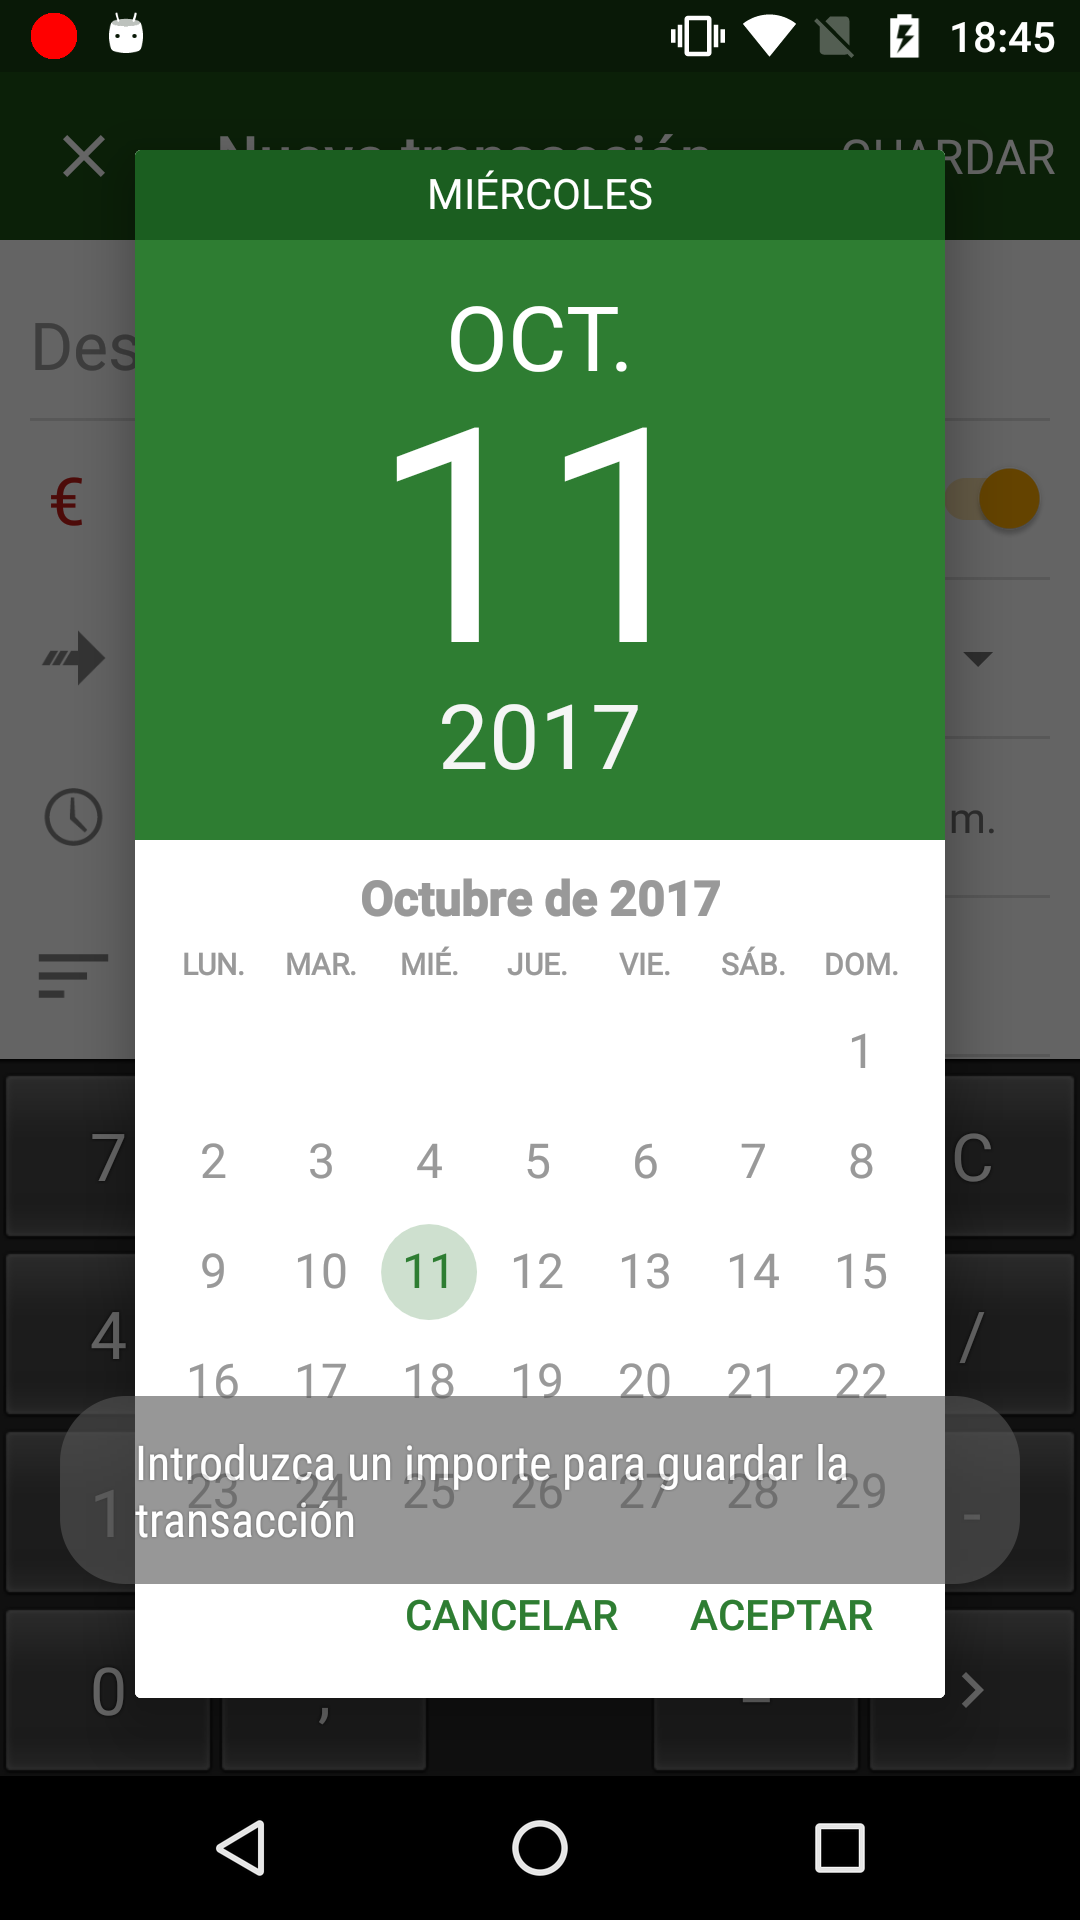 18:45
Nueva transacción GUARDAR
MIÉRCOLES
OCT.
11
2017
Des
€
m.
Octubre de 2017
LUN. MAR. MIÉ. JUE. VIE. SÁB. DOM.
1
2 3 4 5 6 7 8
9 10 11 12 13 14 15
16 17 18 19 20 21 22
23 24 25 26 27 28 29
Introduzca un importe para guardar la
transacción
CANCELAR ACEPTAR
7 C
4 /
1 -
0 , =